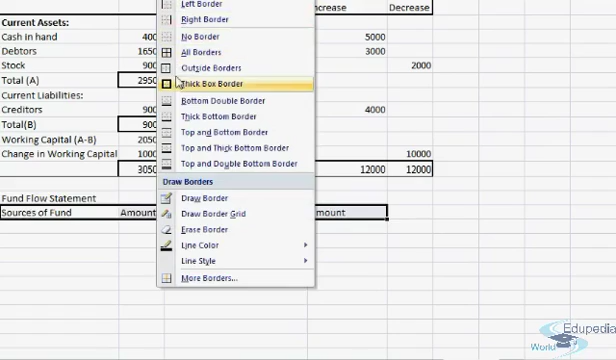 Left Border
Right Border
No Border
All Borders
Outside Borders
Thick Box Border
Bottom Double Border
Thick Bottom Border
Top and Bottom Border
Top and Thick Bottom Border
Top and Double Bottom Border
Draw Borders
Draw Border
Draw Border Grid
Erase Border
Line Color
Line Style
More Borders...
Increase Decrease
Current Assets:
Cash in hand 400 5000
Debtors 1650 3000
Stock 900 2000
Total (A) 2950
Current Liabilities:
Creditors 900 4000
Total(B) 900
Working Capital (A-B) 2050
Change in Working Capital 1000 10000
3050 12000 12000
Fund Flow Statement
Sources of Fund Amount mount
Edupedia
World